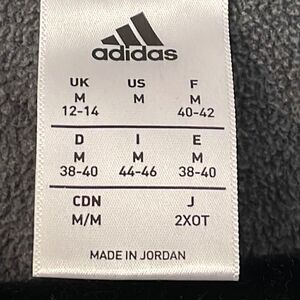 adidas
UK US F
M M M
12-14 40-42
D I E
M M M
38-40 44-46 38-40
CDN J
M/M 2XOT
MADE IN JORDAN